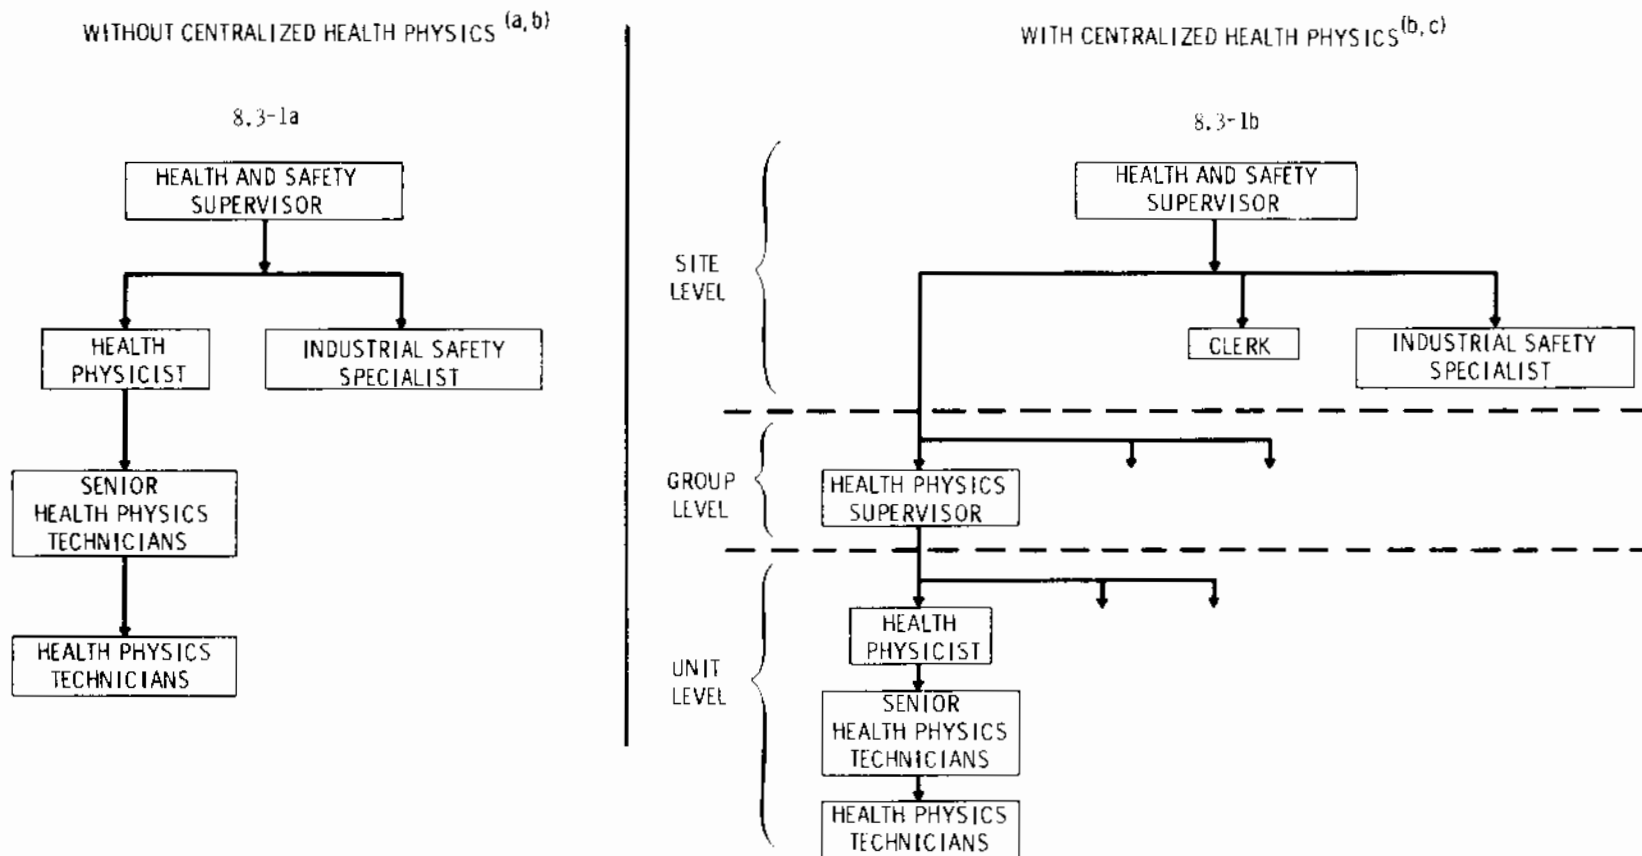 WITHOUT CENTRALIZED HEALTH PHYSICS (a, b)
8.3-1a
HEALTH AND SAFETY
SUPERVISOR
HEALTH
PHYSICIST
INDUSTRIAL SAFETY
SPECIALIST
SENIOR
HEALTH PHYSICS
TECHNICIANS
HEALTH PHYSICS
TECHNICIANS
WITH CENTRALIZED HEALTH PHYSICS (b, c)
8.3-1b
SITE
LEVEL
HEALTH AND SAFETY
SUPERVISOR
CLERK
INDUSTRIAL SAFETY
SPECIALIST
GROUP
LEVEL
HEALTH PHYSICS
SUPERVISOR
UNIT
LEVEL
HEALTH
PHYSICIST
SENIOR
HEALTH PHYSICS
TECHNICIANS
HEALTH PHYSICS
TECHNICIANS